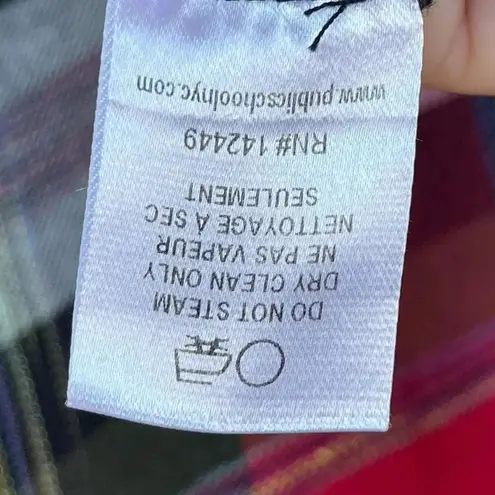 DO NOT STEAM
DRY CLEAN ONLY
NE PAS VAPEUR
NETTOYAGE A SEC
SEULEMENT
RN# 142449
www.publicschoolnyc.com